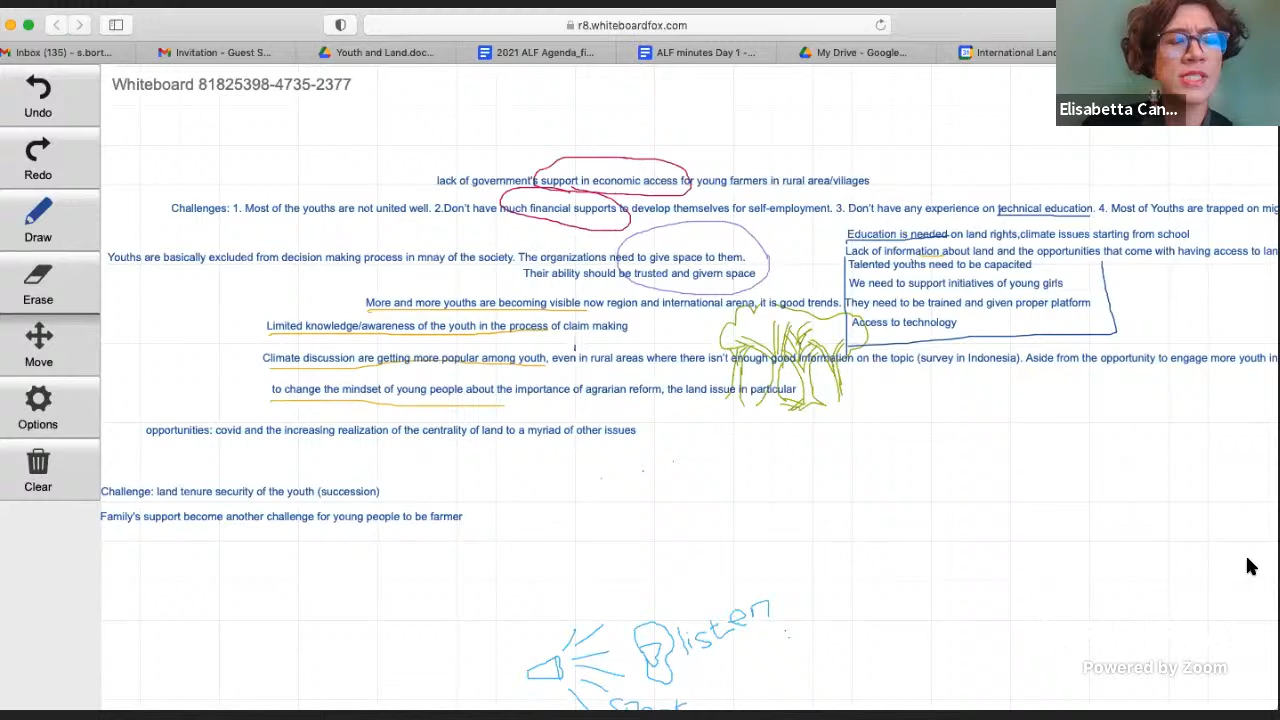 r8.whiteboardfox.com
Inbox (135) - s.bort...
Invitation - Guest S...
Youth and Land.doc...
2021 ALF Agenda_fi...
ALF minutes Day 1 -...
My Drive - Google...
International Lan
Elisabetta Can...
Whiteboard 81825398-4735-2377
Undo
Redo
Draw
Erase
Move
Options
Clear
lack of government's support in economic access for young farmers in rural area/villages
Challenges: 1. Most of the youths are not united well. 2.Don't have much financial supports to develop themselves for self-employment. 3. Don't have any experience on technical education. 4. Most of Youths are trapped on mig
Education is needed on land rights,climate issues starting from school
Lack of information about land and the opportunities that come with having access to lan
Youths are basically excluded from decision making process in mnay of the society. The organizations need to give space to them.
Talented youths need to be capacited
Their ability should be trusted and givem space
We need to support initiatives of young girls
More and more youths are becoming visible now region and international arena, it is good trends. They need to be trained and given proper platform
Limited knowledge/awareness of the youth in the process of claim making
Access to technology
Climate discussion are getting more popular among youth, even in rural areas where there isn't enough good information on the topic (survey in Indonesia). Aside from the opportunity to engage more youth in
to change the mindset of young people about the importance of agrarian reform, the land issue in particular
opportunities: covid and the increasing realization of the centrality of land to a myriad of other issues
Challenge: land tenure security of the youth (succession)
Family's support become another challenge for young people to be farmer
listen
Powered by Zoom